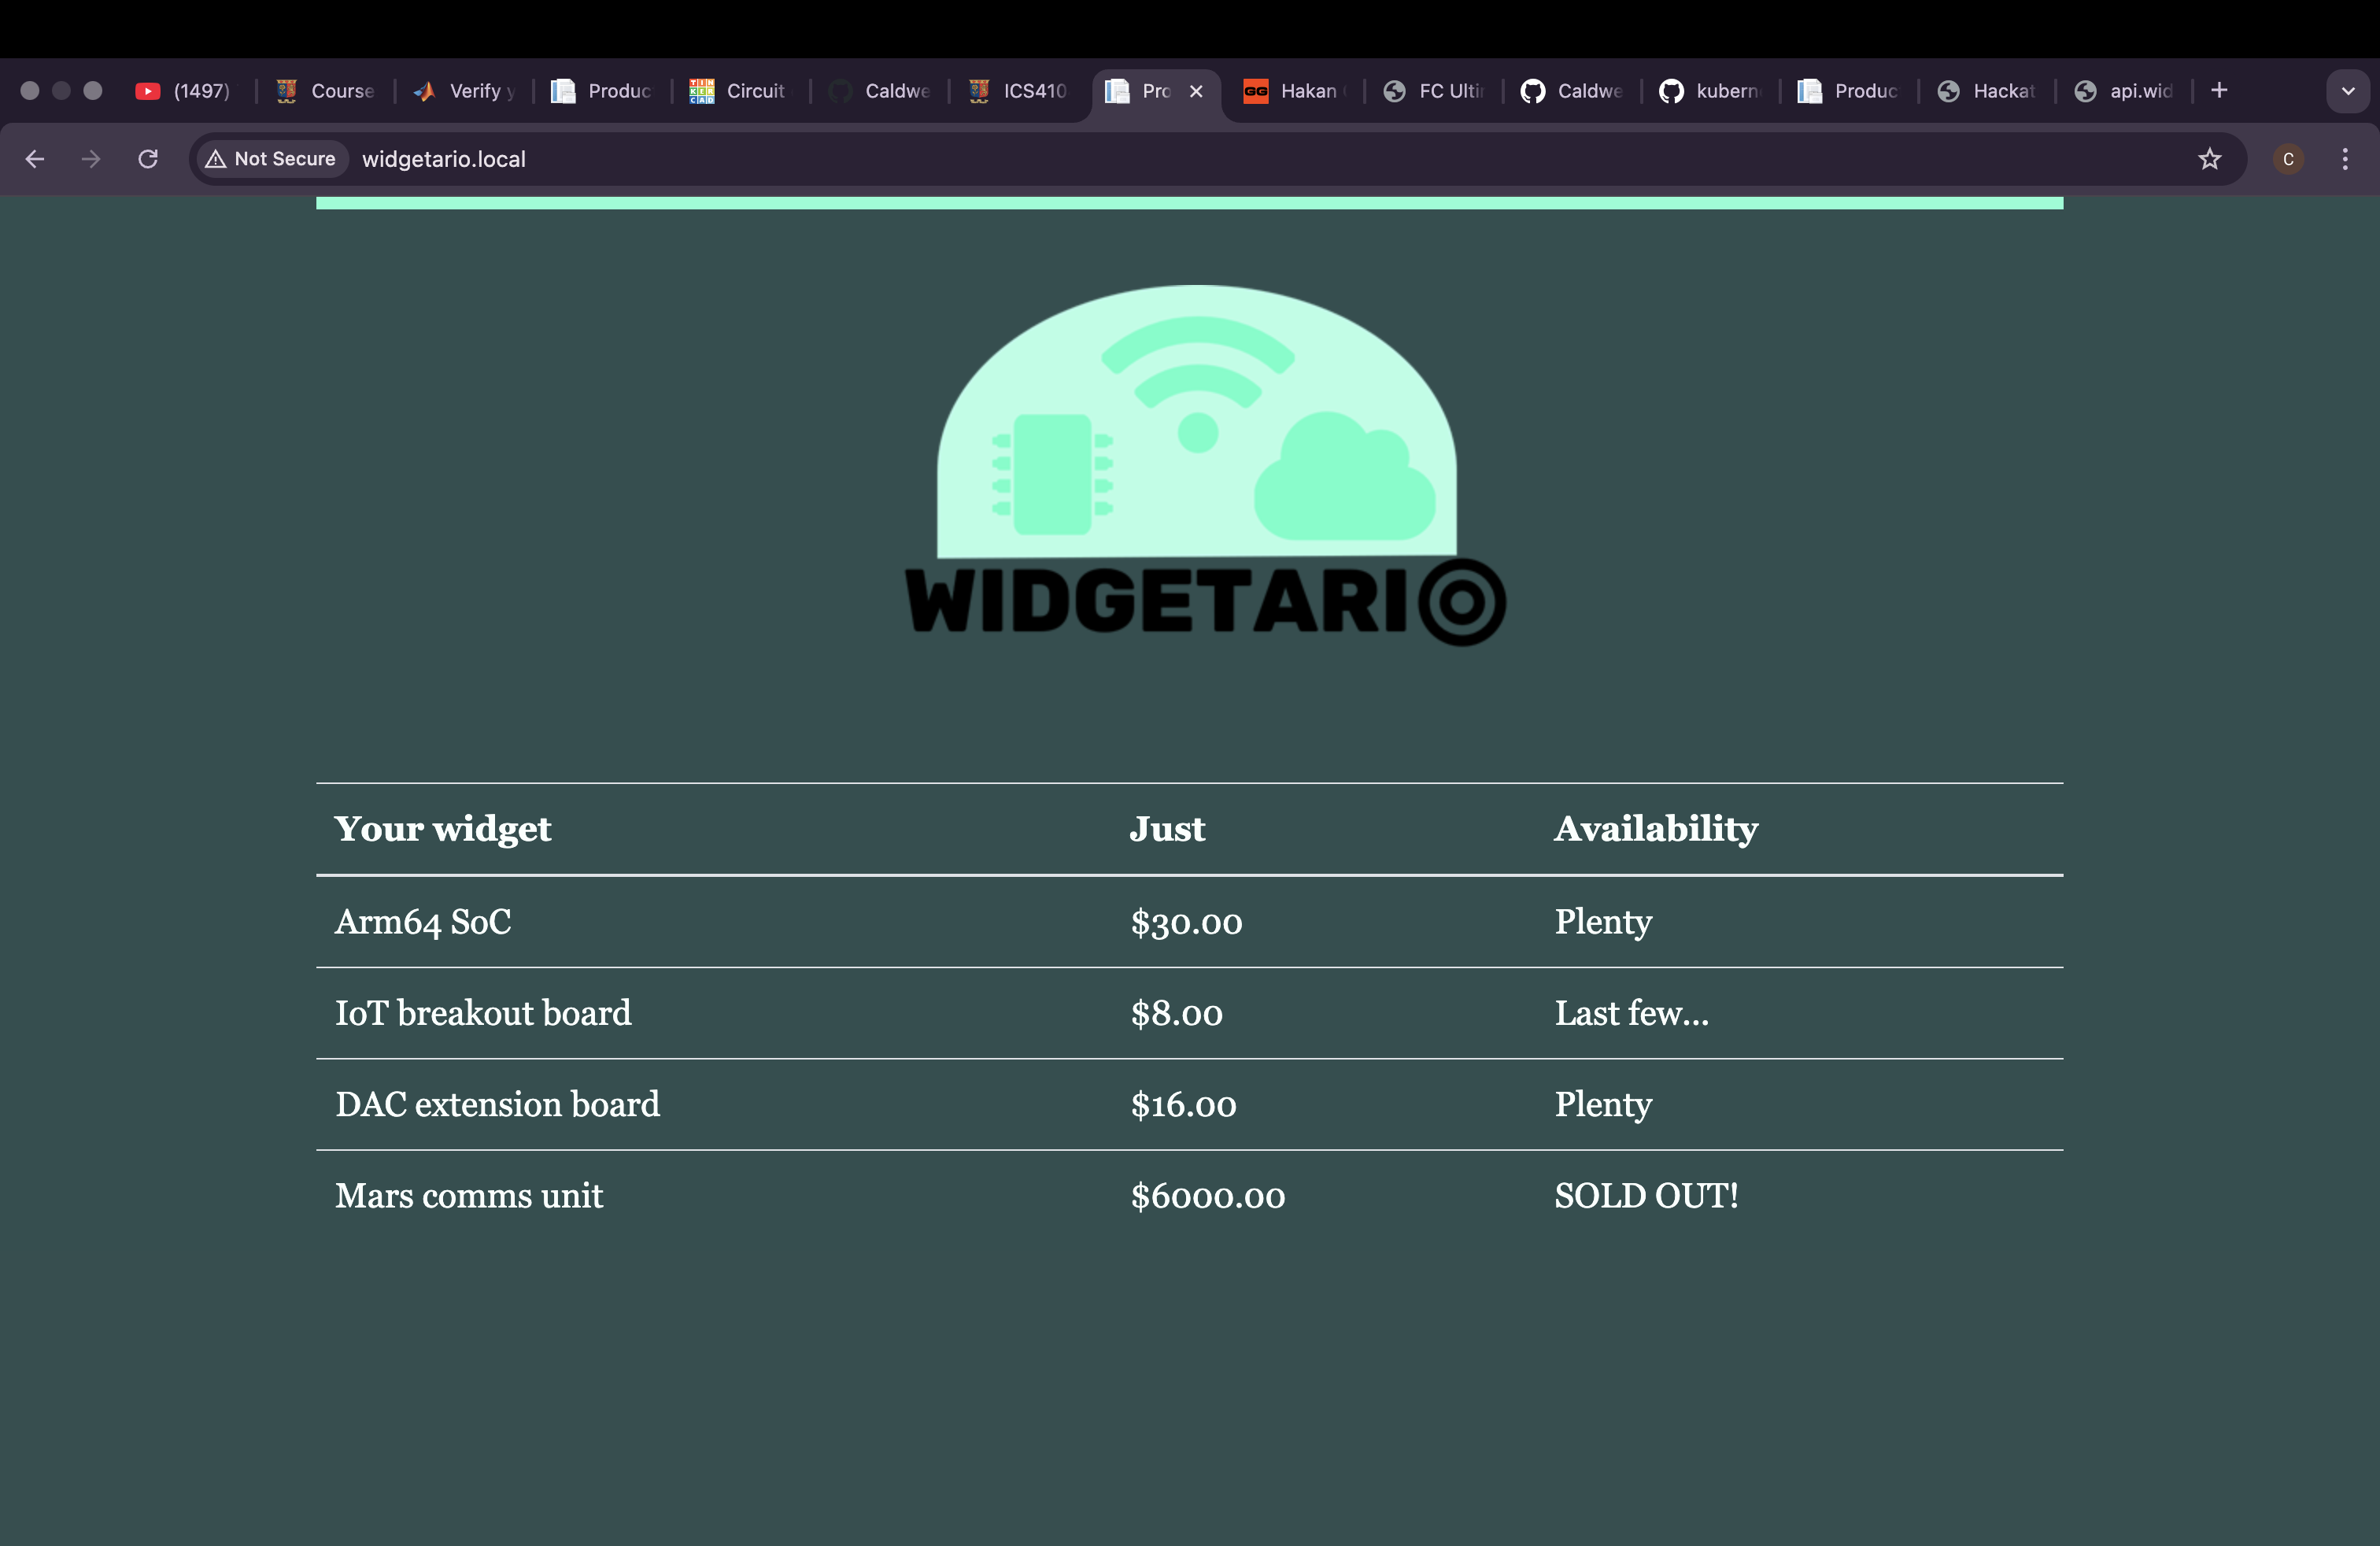 (1497)
Course
Verify y
Produc
Circuit
Caldwe
ICS410
Pro
GG
Hakan
FC Ulti
Caldwe
kubern
Produc
Hackat
api.wid
Not Secure
widgetario.local
C
WIDGETARIO
Your widget Just Availability
Arm64 SoC $30.00 Plenty
IoT breakout board $8.00 Last few...
DAC extension board $16.00 Plenty
Mars comms unit $6000.00 SOLD OUT!